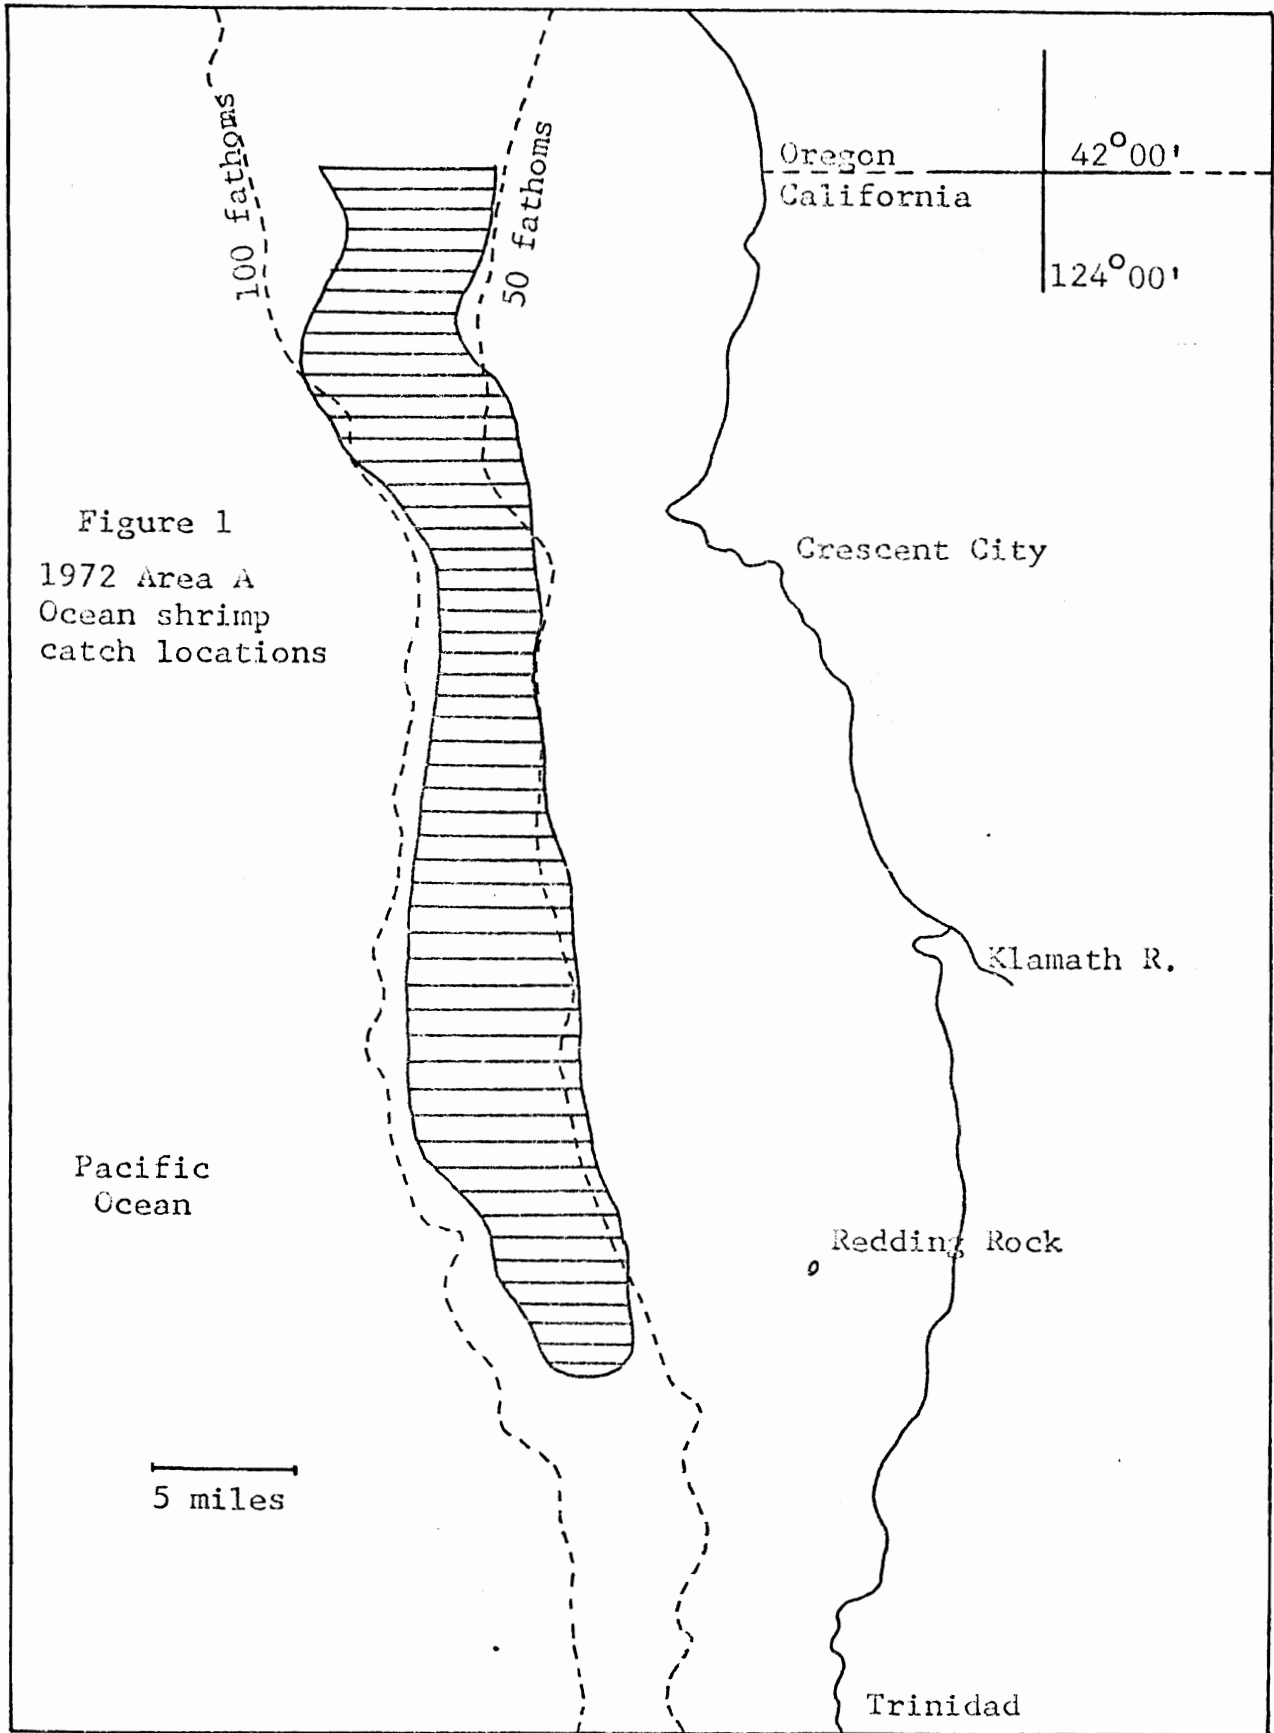 100 fathoms
50 fathoms
Oregon
California
42°00'
124°00'
Figure 1
1972 Area A
Ocean shrimp
catch locations
Crescent City
Klamath R.
Pacific
Ocean
Redding Rock
5 miles
Trinidad